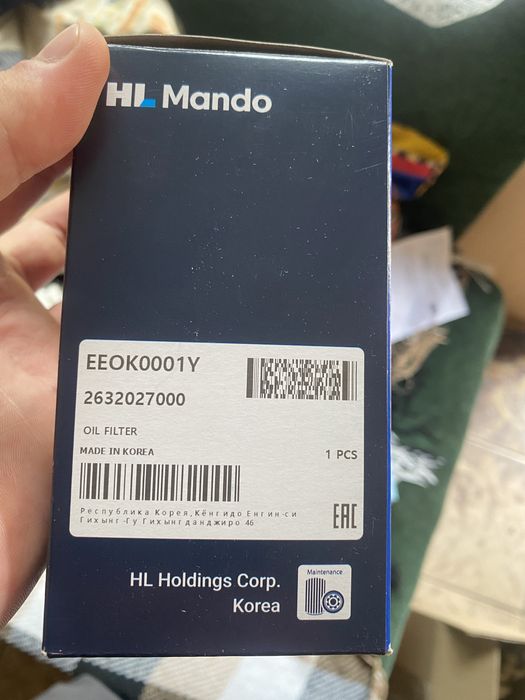 HL Mando
EEOK0001Y
2632027000
OIL FILTER
MADE IN KOREA
1 PCS
Республика Корея,Кёнгидо Енгин-си
Гихынг-Гу Гихынгданджиро 46
EAC
HL Holdings Corp.
Korea
Maintenance